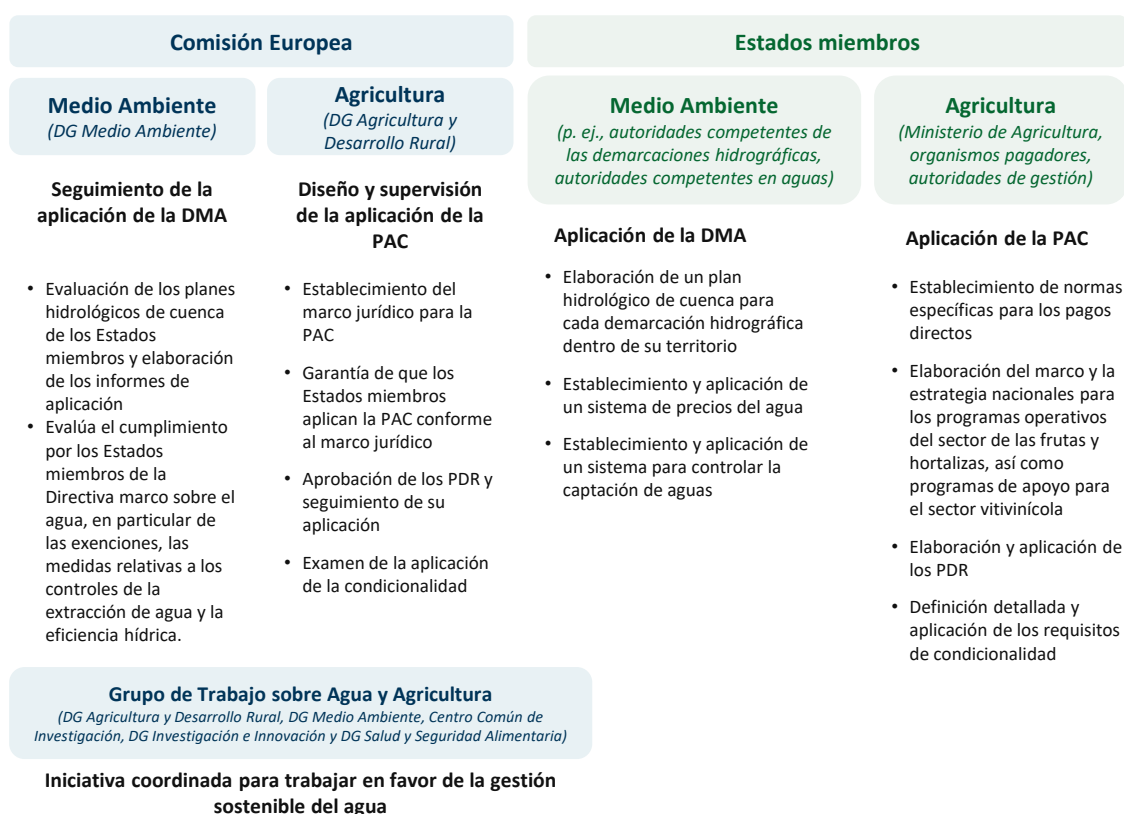 Comisión Europea
Estados miembros
Medio Ambiente
(DG Medio Ambiente)
Agricultura
(DG Agricultura y
Desarrollo Rural)
Medio Ambiente
(p. ej., autoridades competentes de
las demarcaciones hidrográficas,
autoridades competentes en aguas)
Agricultura
(Ministerio de Agricultura,
organismos pagadores,
autoridades de gestión)
Seguimiento de la
aplicación de la DMA
• Evaluación de los planes
hidrológicos de cuenca
de los Estados
miembros y elaboración
de los informes de
aplicación
• Evalúa el cumplimiento
por los Estados
miembros de la
Directiva marco sobre el
agua, en particular de
las exenciones, las
medidas relativas a los
controles de la
extracción de agua y la
eficiencia hídrica.
Diseño y supervisión
de la aplicación de la
PAC
• Establecimiento del
marco jurídico para la
PAC
• Garantía de que los
Estados miembros
aplican la PAC conforme
al marco jurídico
• Aprobación de los PDR y
seguimiento de su
aplicación
• Examen de la aplicación
de la condicionalidad
Aplicación de la DMA
• Elaboración de un plan
hidrológico de cuenca para
cada demarcación hidrográfica
dentro de su territorio
• Establecimiento y aplicación de
un sistema de precios del agua
• Establecimiento y aplicación de
un sistema para controlar la
captación de aguas
Aplicación de la PAC
• Establecimiento de normas
específicas para los pagos
directos
• Elaboración del marco y la
estrategia nacionales para
los programas operativos
del sector de las frutas y
hortalizas, así como
programas de apoyo para
el sector vitivinícola
• Elaboración y aplicación de
los PDR
• Definición detallada y
aplicación de los requisitos
de condicionalidad
Grupo de Trabajo sobre Agua y Agricultura
(DG Agricultura y Desarrollo Rural, DG Medio Ambiente, Centro Común de
Investigación, DG Investigación e Innovación y DG Salud y Seguridad Alimentaria)
Iniciativa coordinada para trabajar en favor de la gestión
sostenible del agua